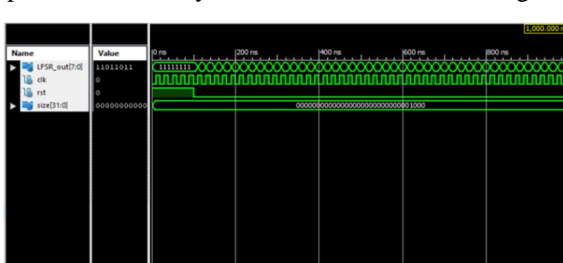 1,000.000
Name Value
0 ns 200 ns 400 ns 600 ns 800 ns
LFSR_out[7:0] 11011011 11111111
clk 0
rst 0
size[31:0] 00000000000 00000000000000000000000000001000